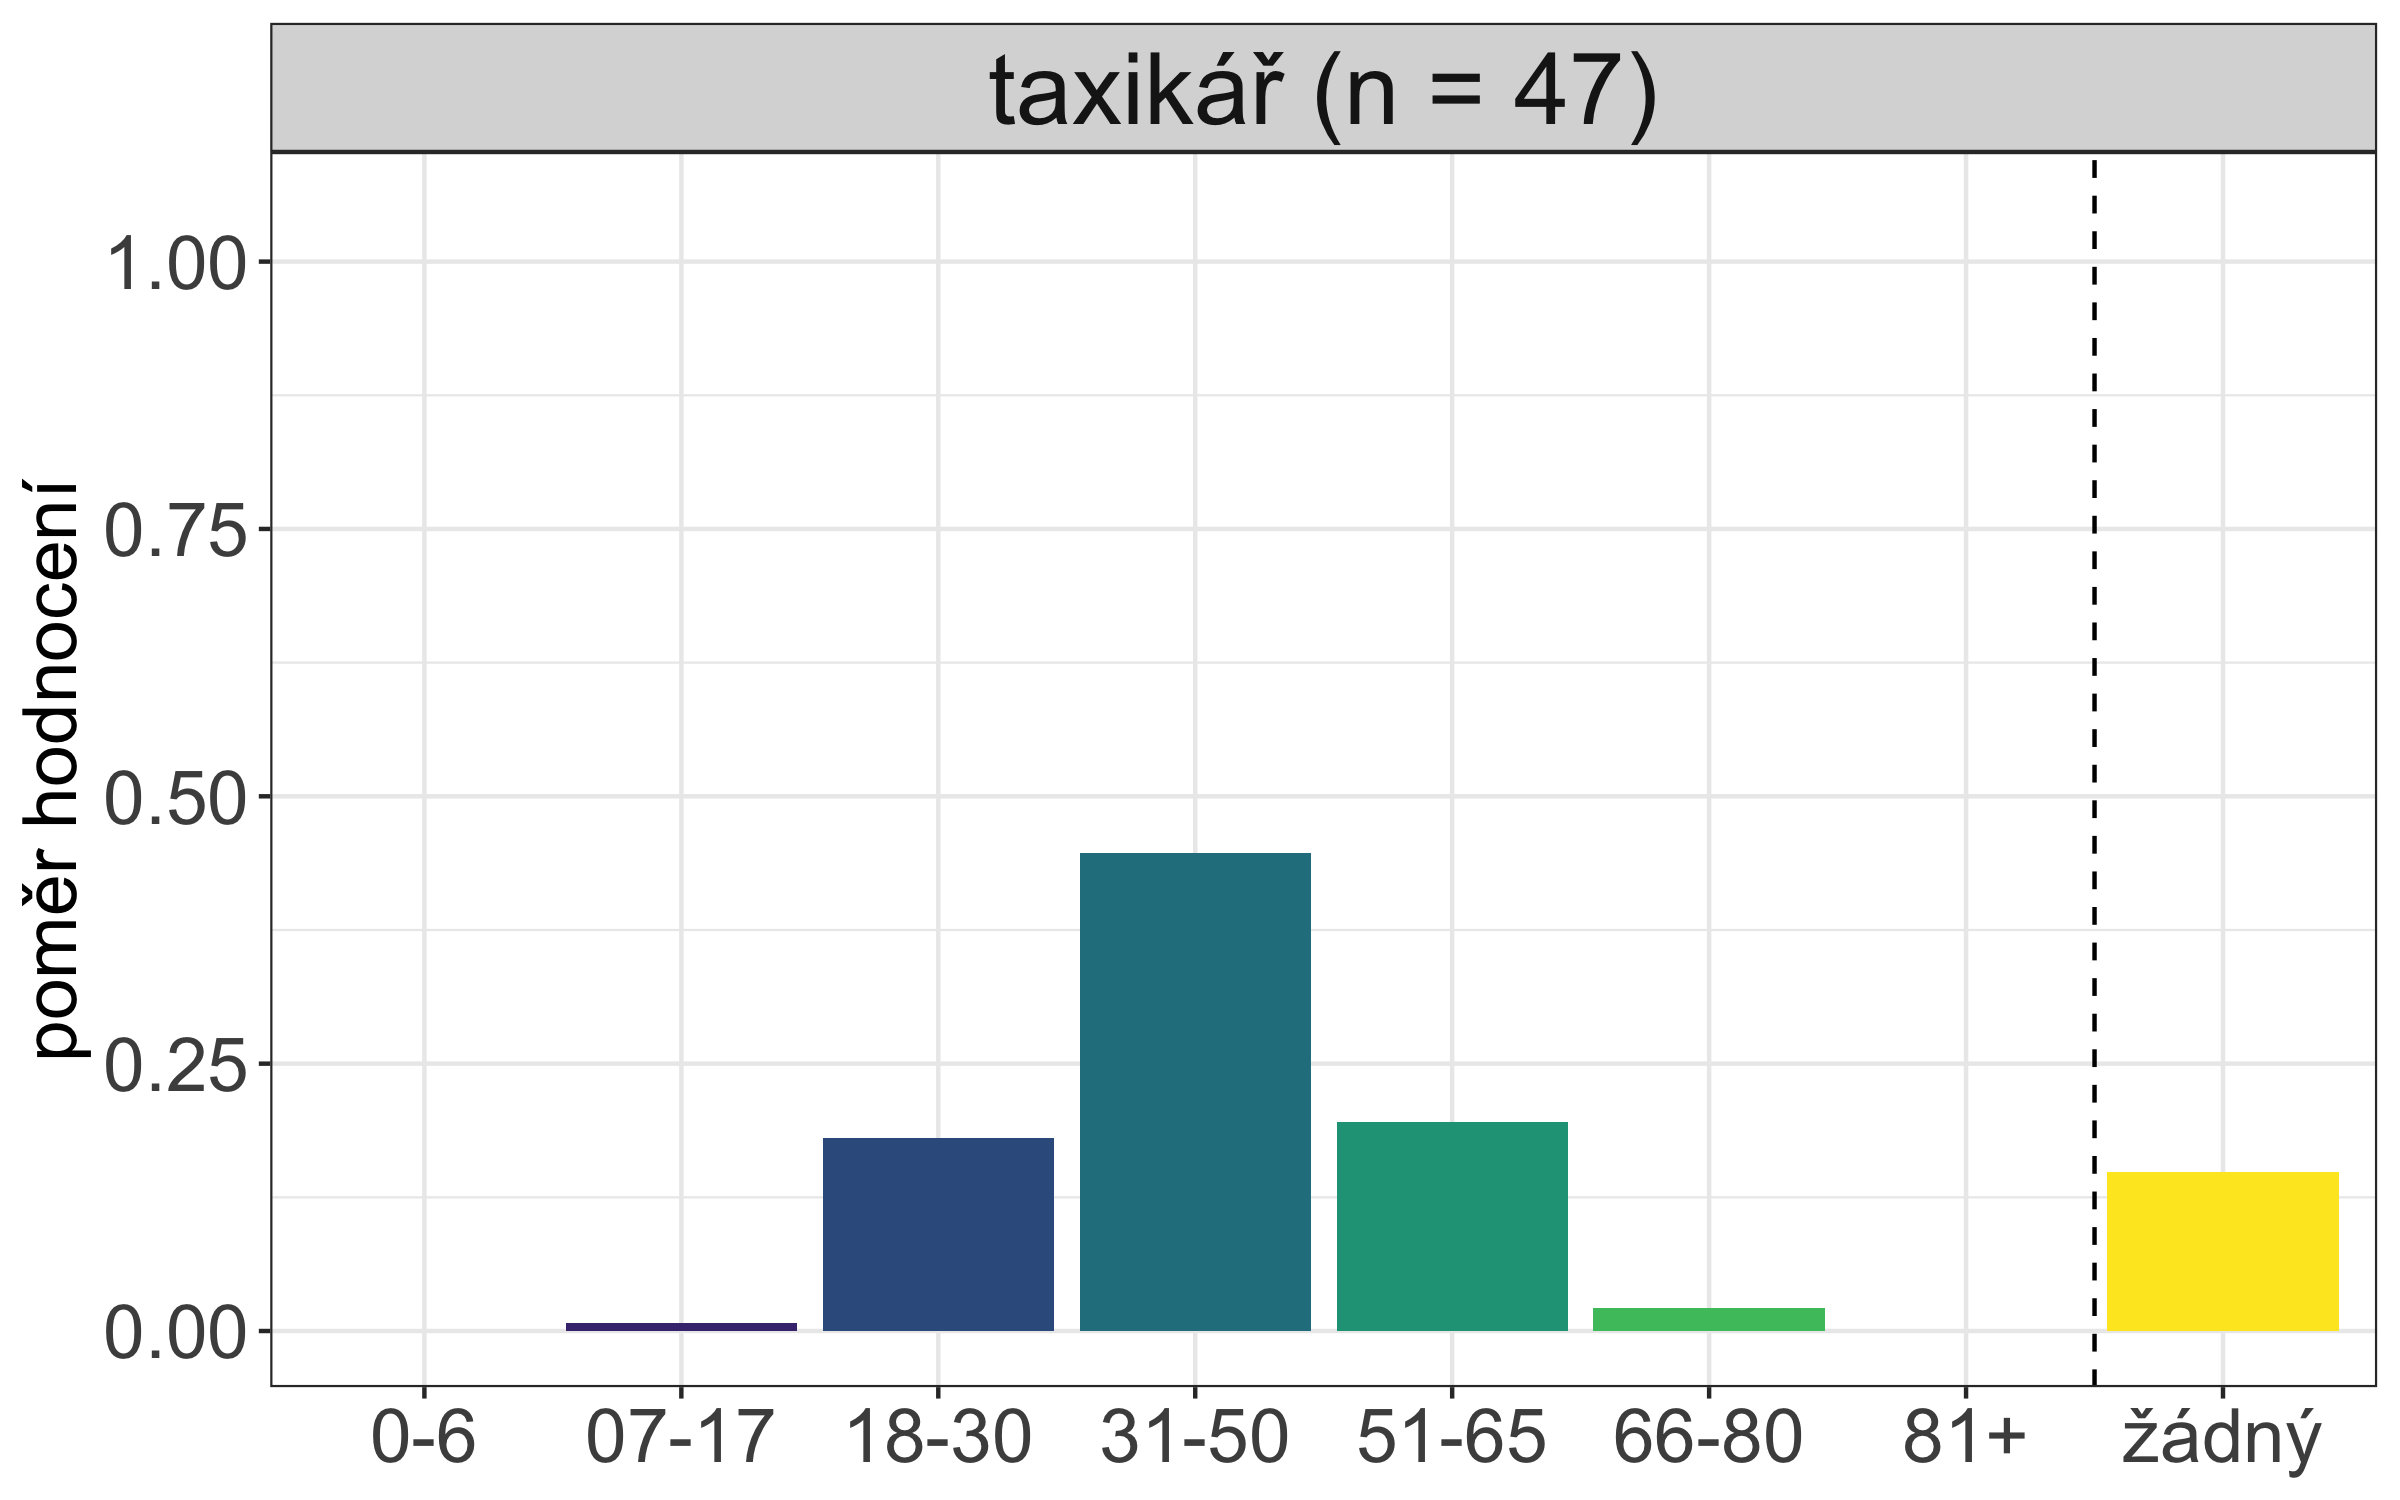 taxikář (n = 47)
poměr hodnocení
1.00
0.75
0.50
0.25
0.00
0-6 07-17 18-30 31-50 51-65 66-80 81+ žádný